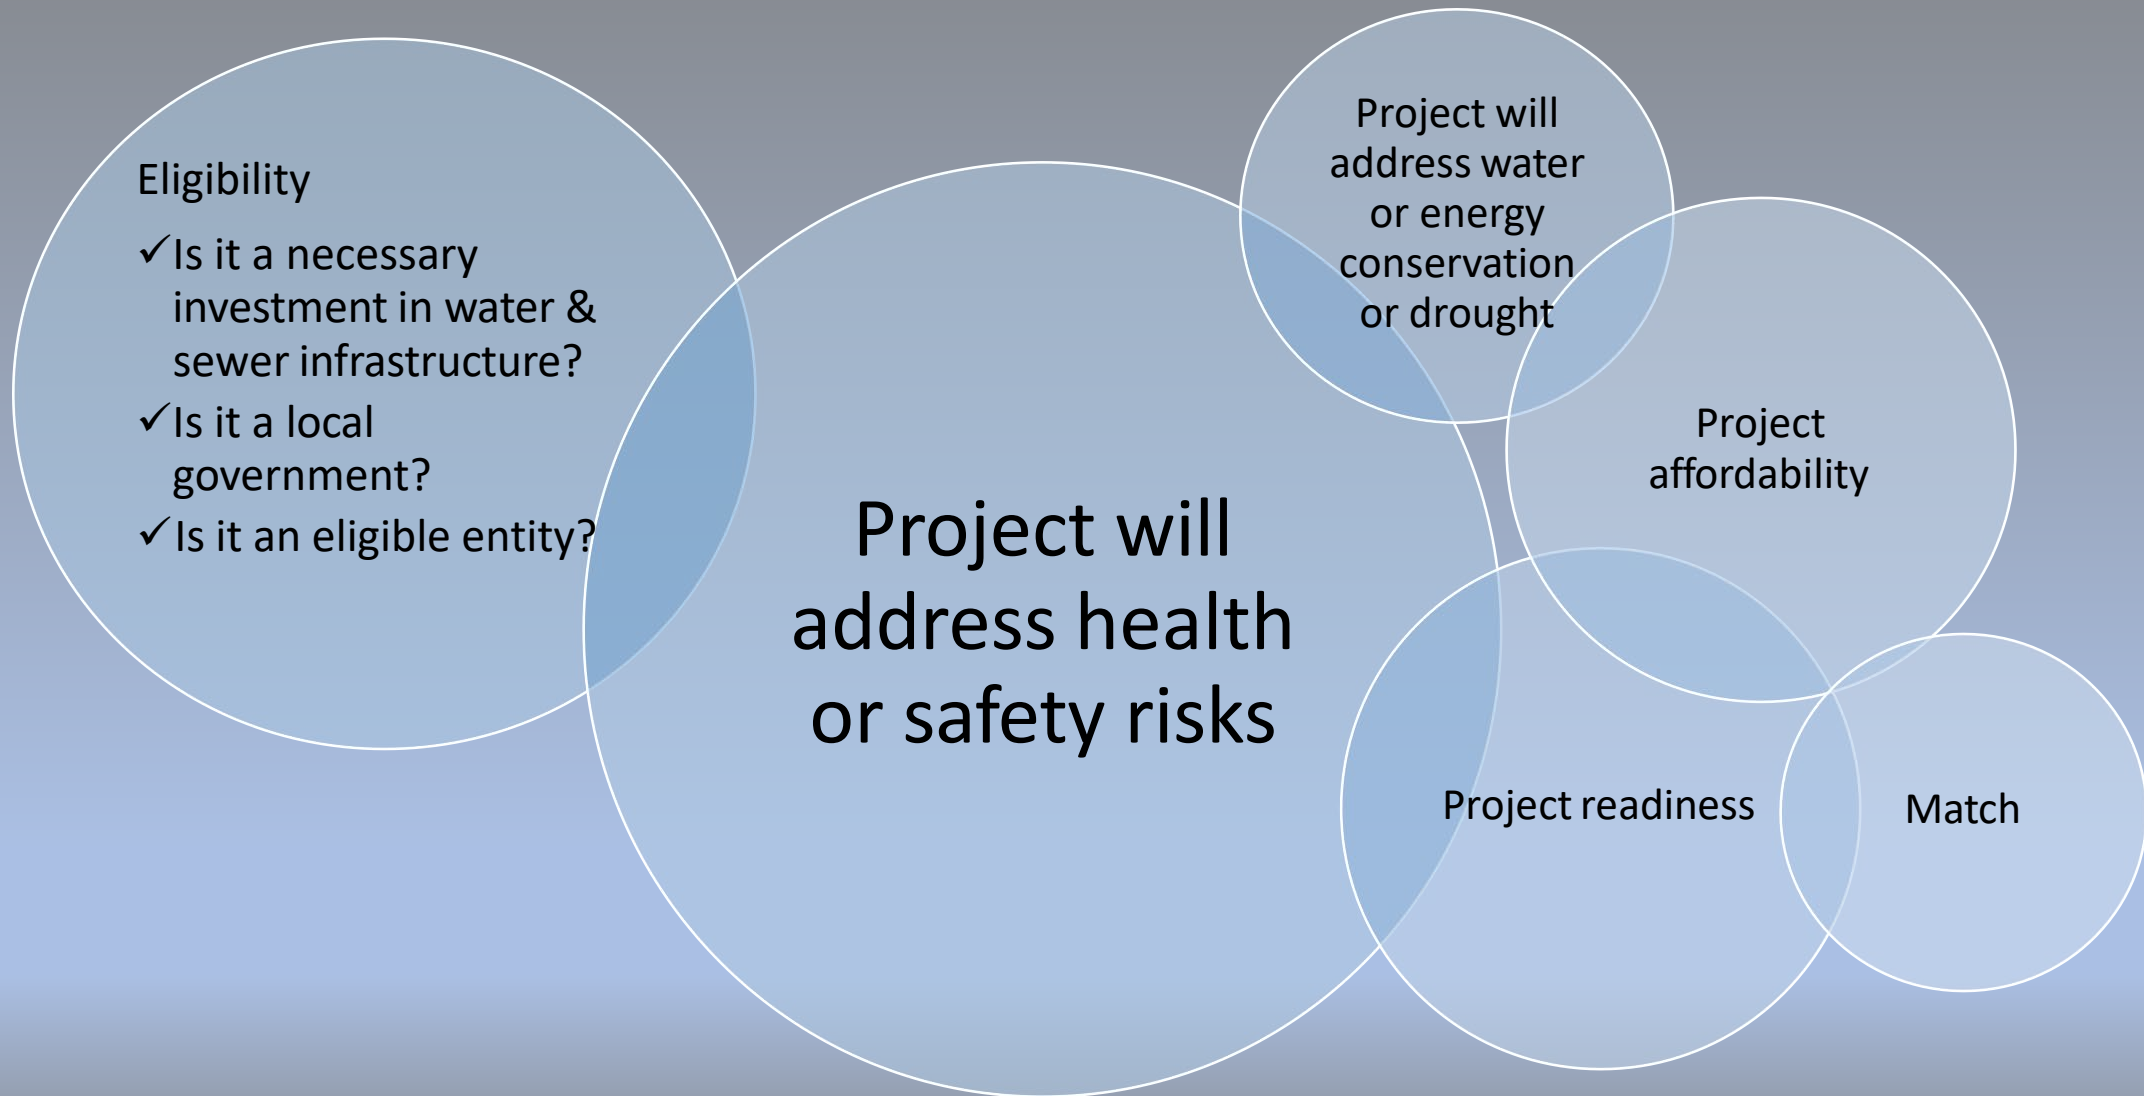 Eligibility
✓Is it a necessary
investment in water &
sewer infrastructure?
✓Is it a local
government?
✓Is it an eligible entity?
Project will
address health
or safety risks
Project will
address water
or energy
conservation
or drought
Project
affordability
Project readiness
Match